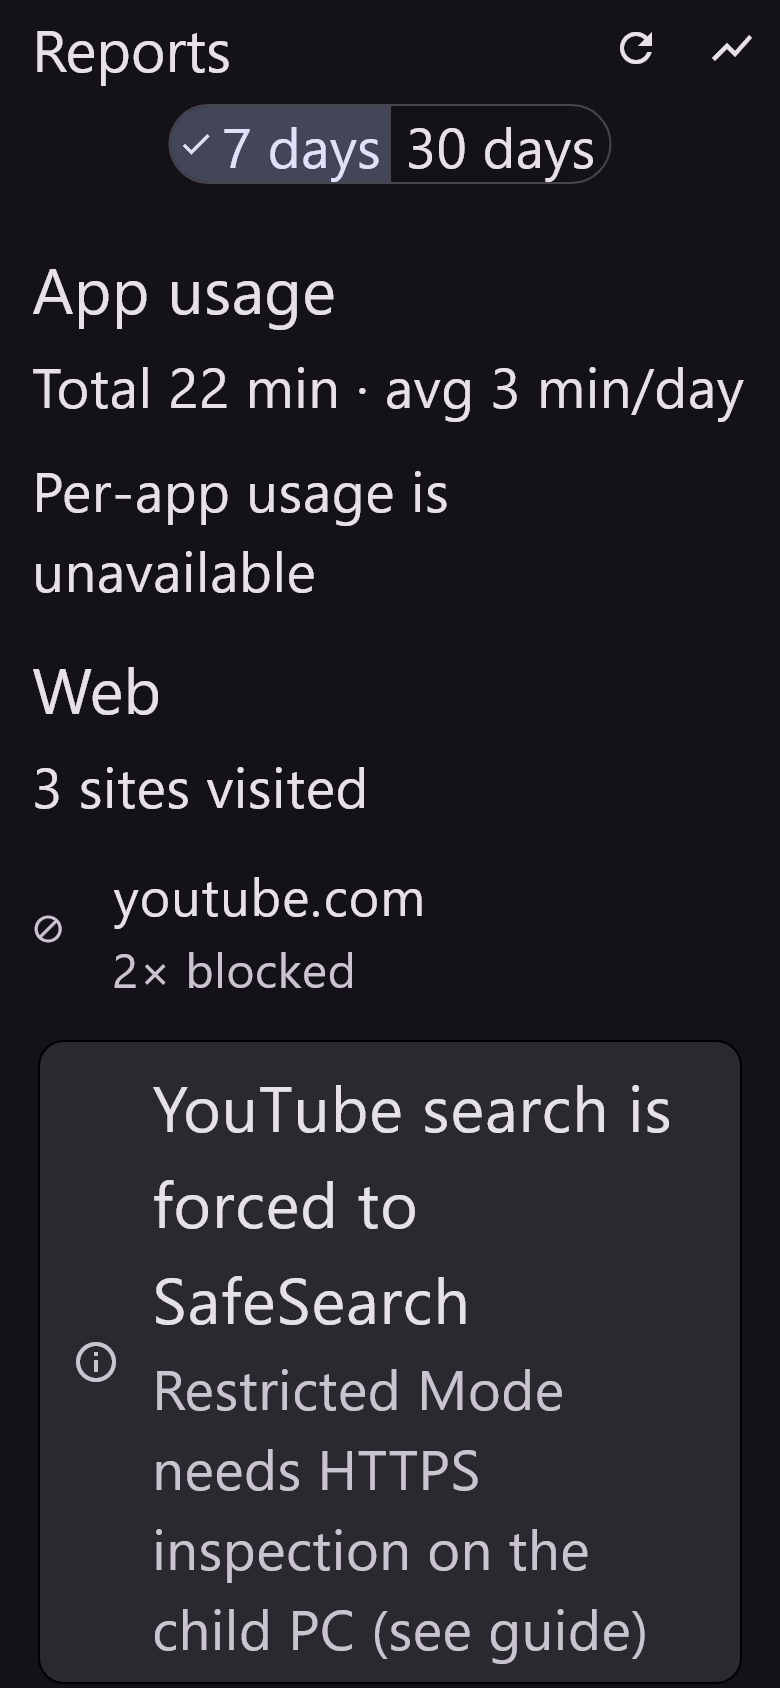 Reports
7 days
30 days
App usage
Total 22 min · avg 3 min/day
Per-app usage is
unavailable
Web
3 sites visited
youtube.com
2× blocked
YouTube search is
forced to
SafeSearch
Restricted Mode
needs HTTPS
inspection on the
child PC (see guide)